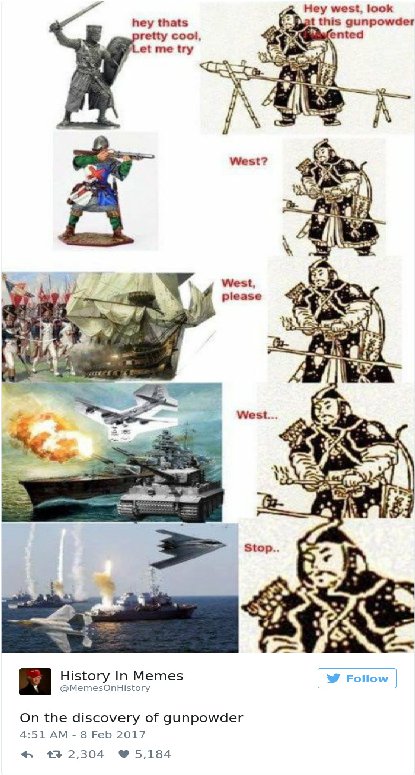 hey thats
pretty cool,
Let me try
Hey west, look
at this gunpowder
I invented
West?
West,
please
West...
Stop..
History In Memes
@MemesOnHistory
Follow
On the discovery of gunpowder
4:51 AM - 8 Feb 2017
2,304
5,184